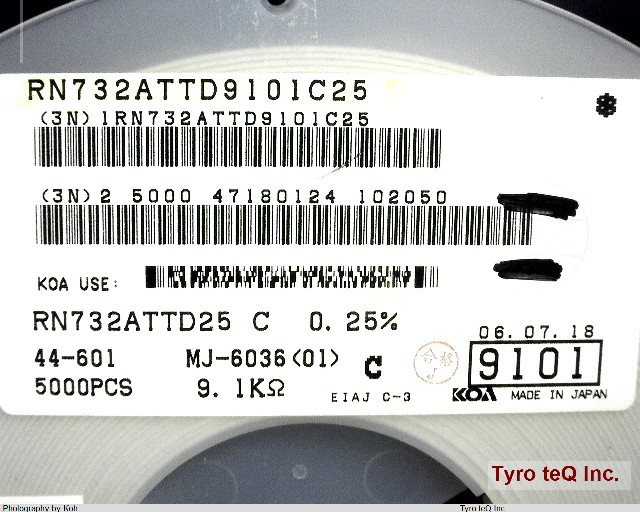 RN732ATTD9101C25
*
(3N)1RN732ATTD9101C25
(3N)2 5000 47180124 102050
KOA USE:
RN732ATTD25 C 0.25%
06.07.18
44-601 MJ-6036(01) C
9101
5000PCS 9.1KΩ
EIAJ C-3
KOA MADE IN JAPAN
Tyro teQ Inc.
Photography by Koh
Tyro teQ Inc